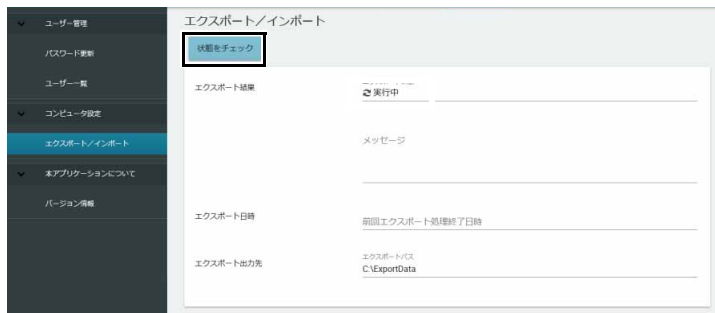 ユーザー管理
パスワード更新
ユーザー一覧
コンピュータ設定
エクスポート／インポート
本アプリケーションについて
バージョン情報
エクスポート／インポート
状態をチェック
エクスポート結果
実行中
メッセージ
エクスポート日時
前回エクスポート処理終了日時
エクスポート出力先
エクスポートパス
C:\ExportData